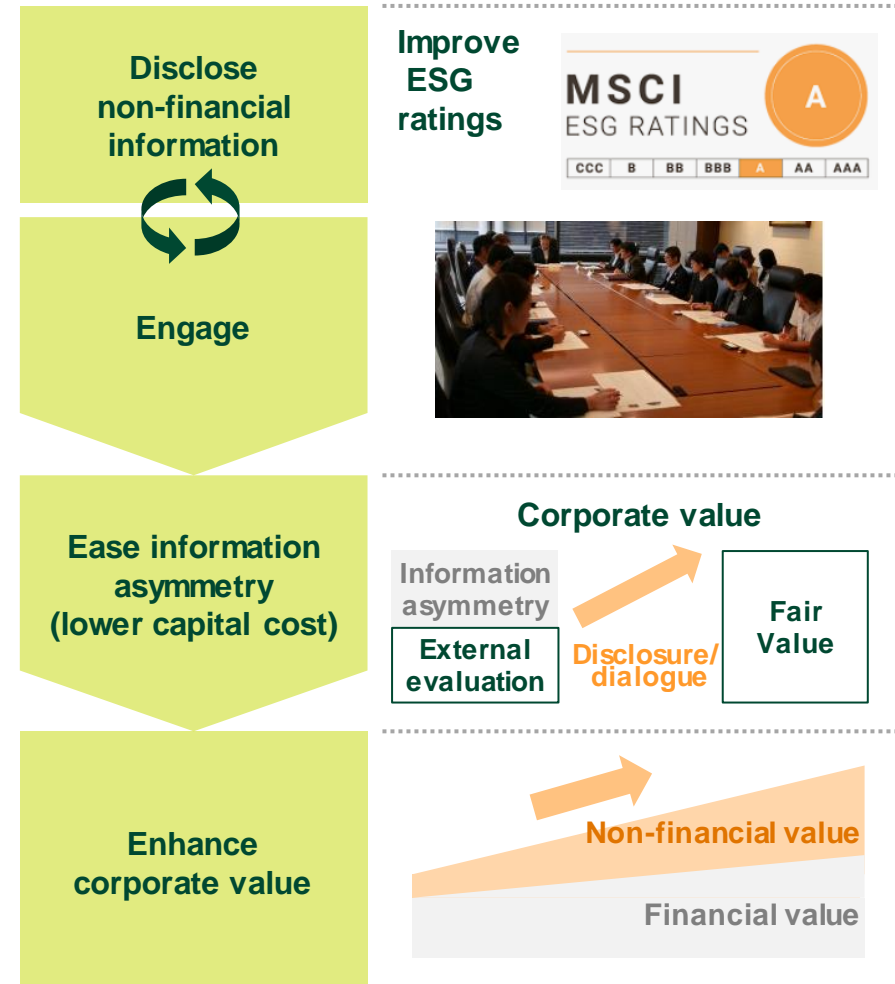 Disclose
non-financial
information
Improve
ESG
ratings
MSCI
ESG RATINGS
A
CCC B BB BBB A AA AAA
Engage
Ease information
asymmetry
(lower capital cost)
Corporate value
Information
asymmetry
External
evaluation
Disclosure/
dialogue
Fair
Value
Enhance
corporate value
Non-financial value
Financial value